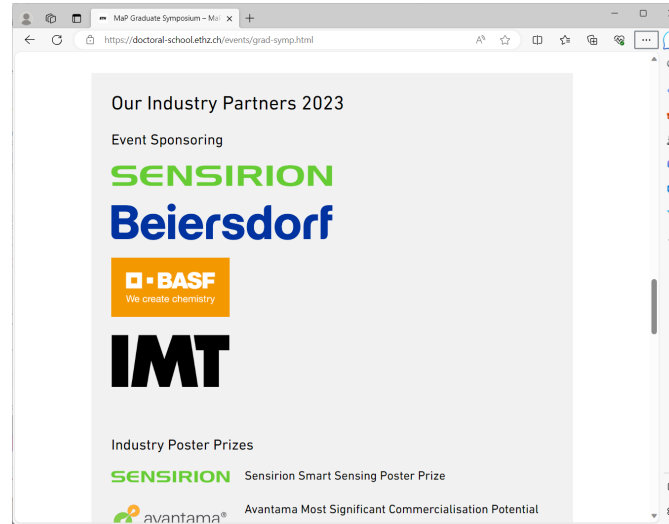 MaP Graduate Symposium – Ma
https://doctoral-school.ethz.ch/events/grad-symp.html
Our Industry Partners 2023
Event Sponsoring
SENSIRION
Beiersdorf
BASF
We create chemistry
IMT
Industry Poster Prizes
SENSIRION Sensirion Smart Sensing Poster Prize
avantama® Avantama Most Significant Commercialisation Potential